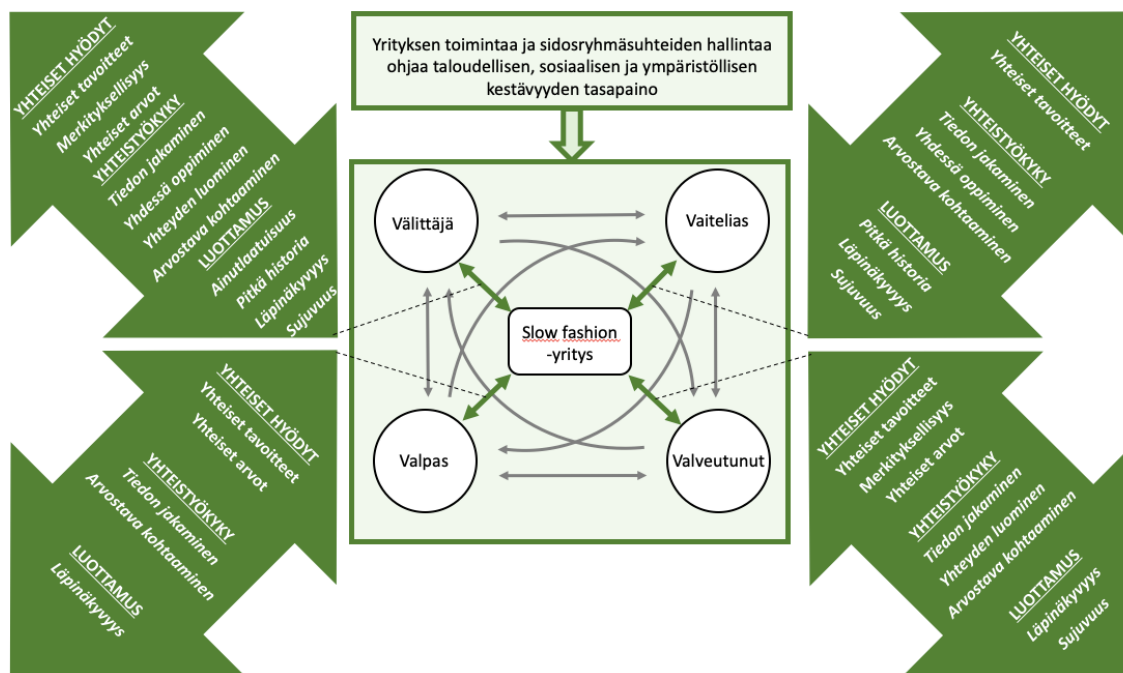 Yrityksen toimintaa ja sidosryhmäsuhteiden hallintaa
ohjaa taloudellisen, sosiaalisen ja ympäristöllisen
kestävyyden tasapaino
YHTEISET HYÖDYT
Yhteiset tavoitteet
Merkityksellisyys
Yhteiset arvot
YHTEISTYÖKYKY
Tiedon jakaminen
Yhdessä oppiminen
Yhteyden luominen
Arvostava kohtaaminen
LUOTTAMUS
Ainutlaatuisuus
Pitkä historia
Läpinäkyvyys
Sujuvuus
YHTEISET HYÖDYT
Yhteiset tavoitteet
YHTEISTYÖKYKY
Tiedon jakaminen
Yhdessä oppiminen
Arvostava kohtaaminen
LUOTTAMUS
Pitkä historia
Läpinäkyvyys
Sujuvuus
Välittäjä
Vaitelias
Slow fashion
-yritys
Valpas
Valveutunut
YHTEISET HYÖDYT
Yhteiset tavoitteet
Yhteiset arvot
YHTEISTYÖKYKY
Tiedon jakaminen
Arvostava kohtaaminen
LUOTTAMUS
Läpinäkyvyys
YHTEISET HYÖDYT
Yhteiset tavoitteet
Merkityksellisyys
Yhteiset arvot
YHTEISTYÖKYKY
Tiedon jakaminen
Yhteyden luominen
Arvostava kohtaaminen
LUOTTAMUS
Läpinäkyvyys
Sujuvuus